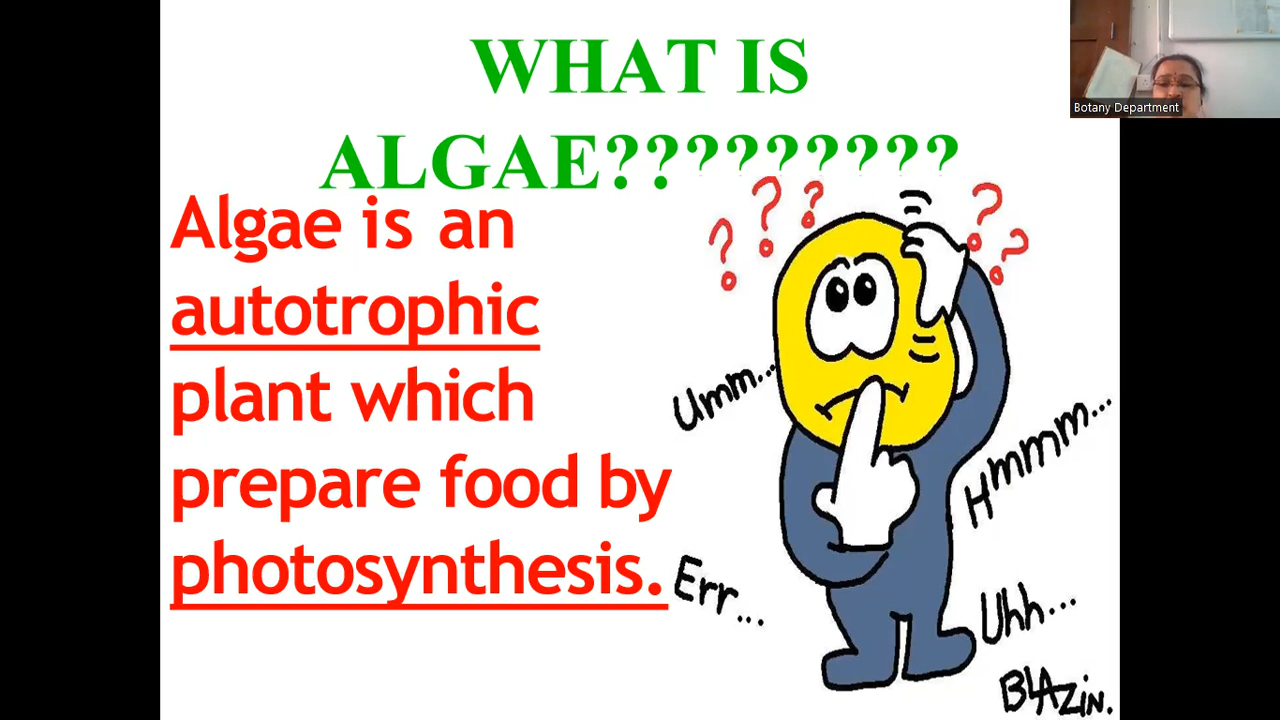 WHAT IS
ALGAE?????????
Algae is an
autotrophic
plant which
prepare food by
photosynthesis.
? ? ? ? ?
Umm...
Hmmm...
Err...
Uhh...
BLAZiN.
Botany Department